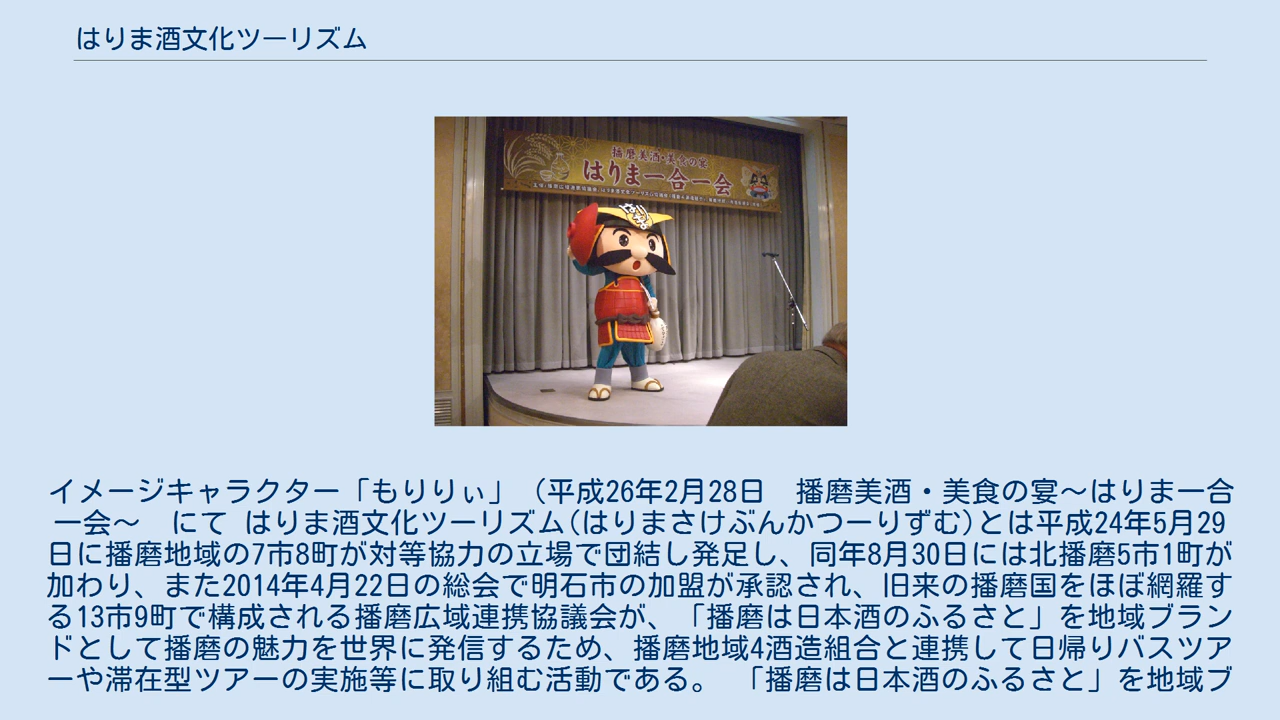 はりま酒文化ツーリズム
播磨美酒・美食の宴
はりま一合一会
イメージキャラクター「もりりぃ」（平成26年2月28日　播磨美酒・美食の宴〜はりま一合
一会〜　にて はりま酒文化ツーリズム(はりまさけぶんかつーりずむ)とは平成24年5月29
日に播磨地域の7市8町が対等協力の立場で団結し発足し、同年8月30日には北播磨5市1町が
加わり、また2014年4月22日の総会で明石市の加盟が承認され、旧来の播磨国をほぼ網羅す
る13市9町で構成される播磨広域連携協議会が、「播磨は日本酒のふるさと」を地域ブラン
ドとして播磨の魅力を世界に発信するため、播磨地域4酒造組合と連携して日帰りバスツア
ーや滞在型ツアーの実施等に取り組む活動である。　「播磨は日本酒のふるさと」を地域ブ